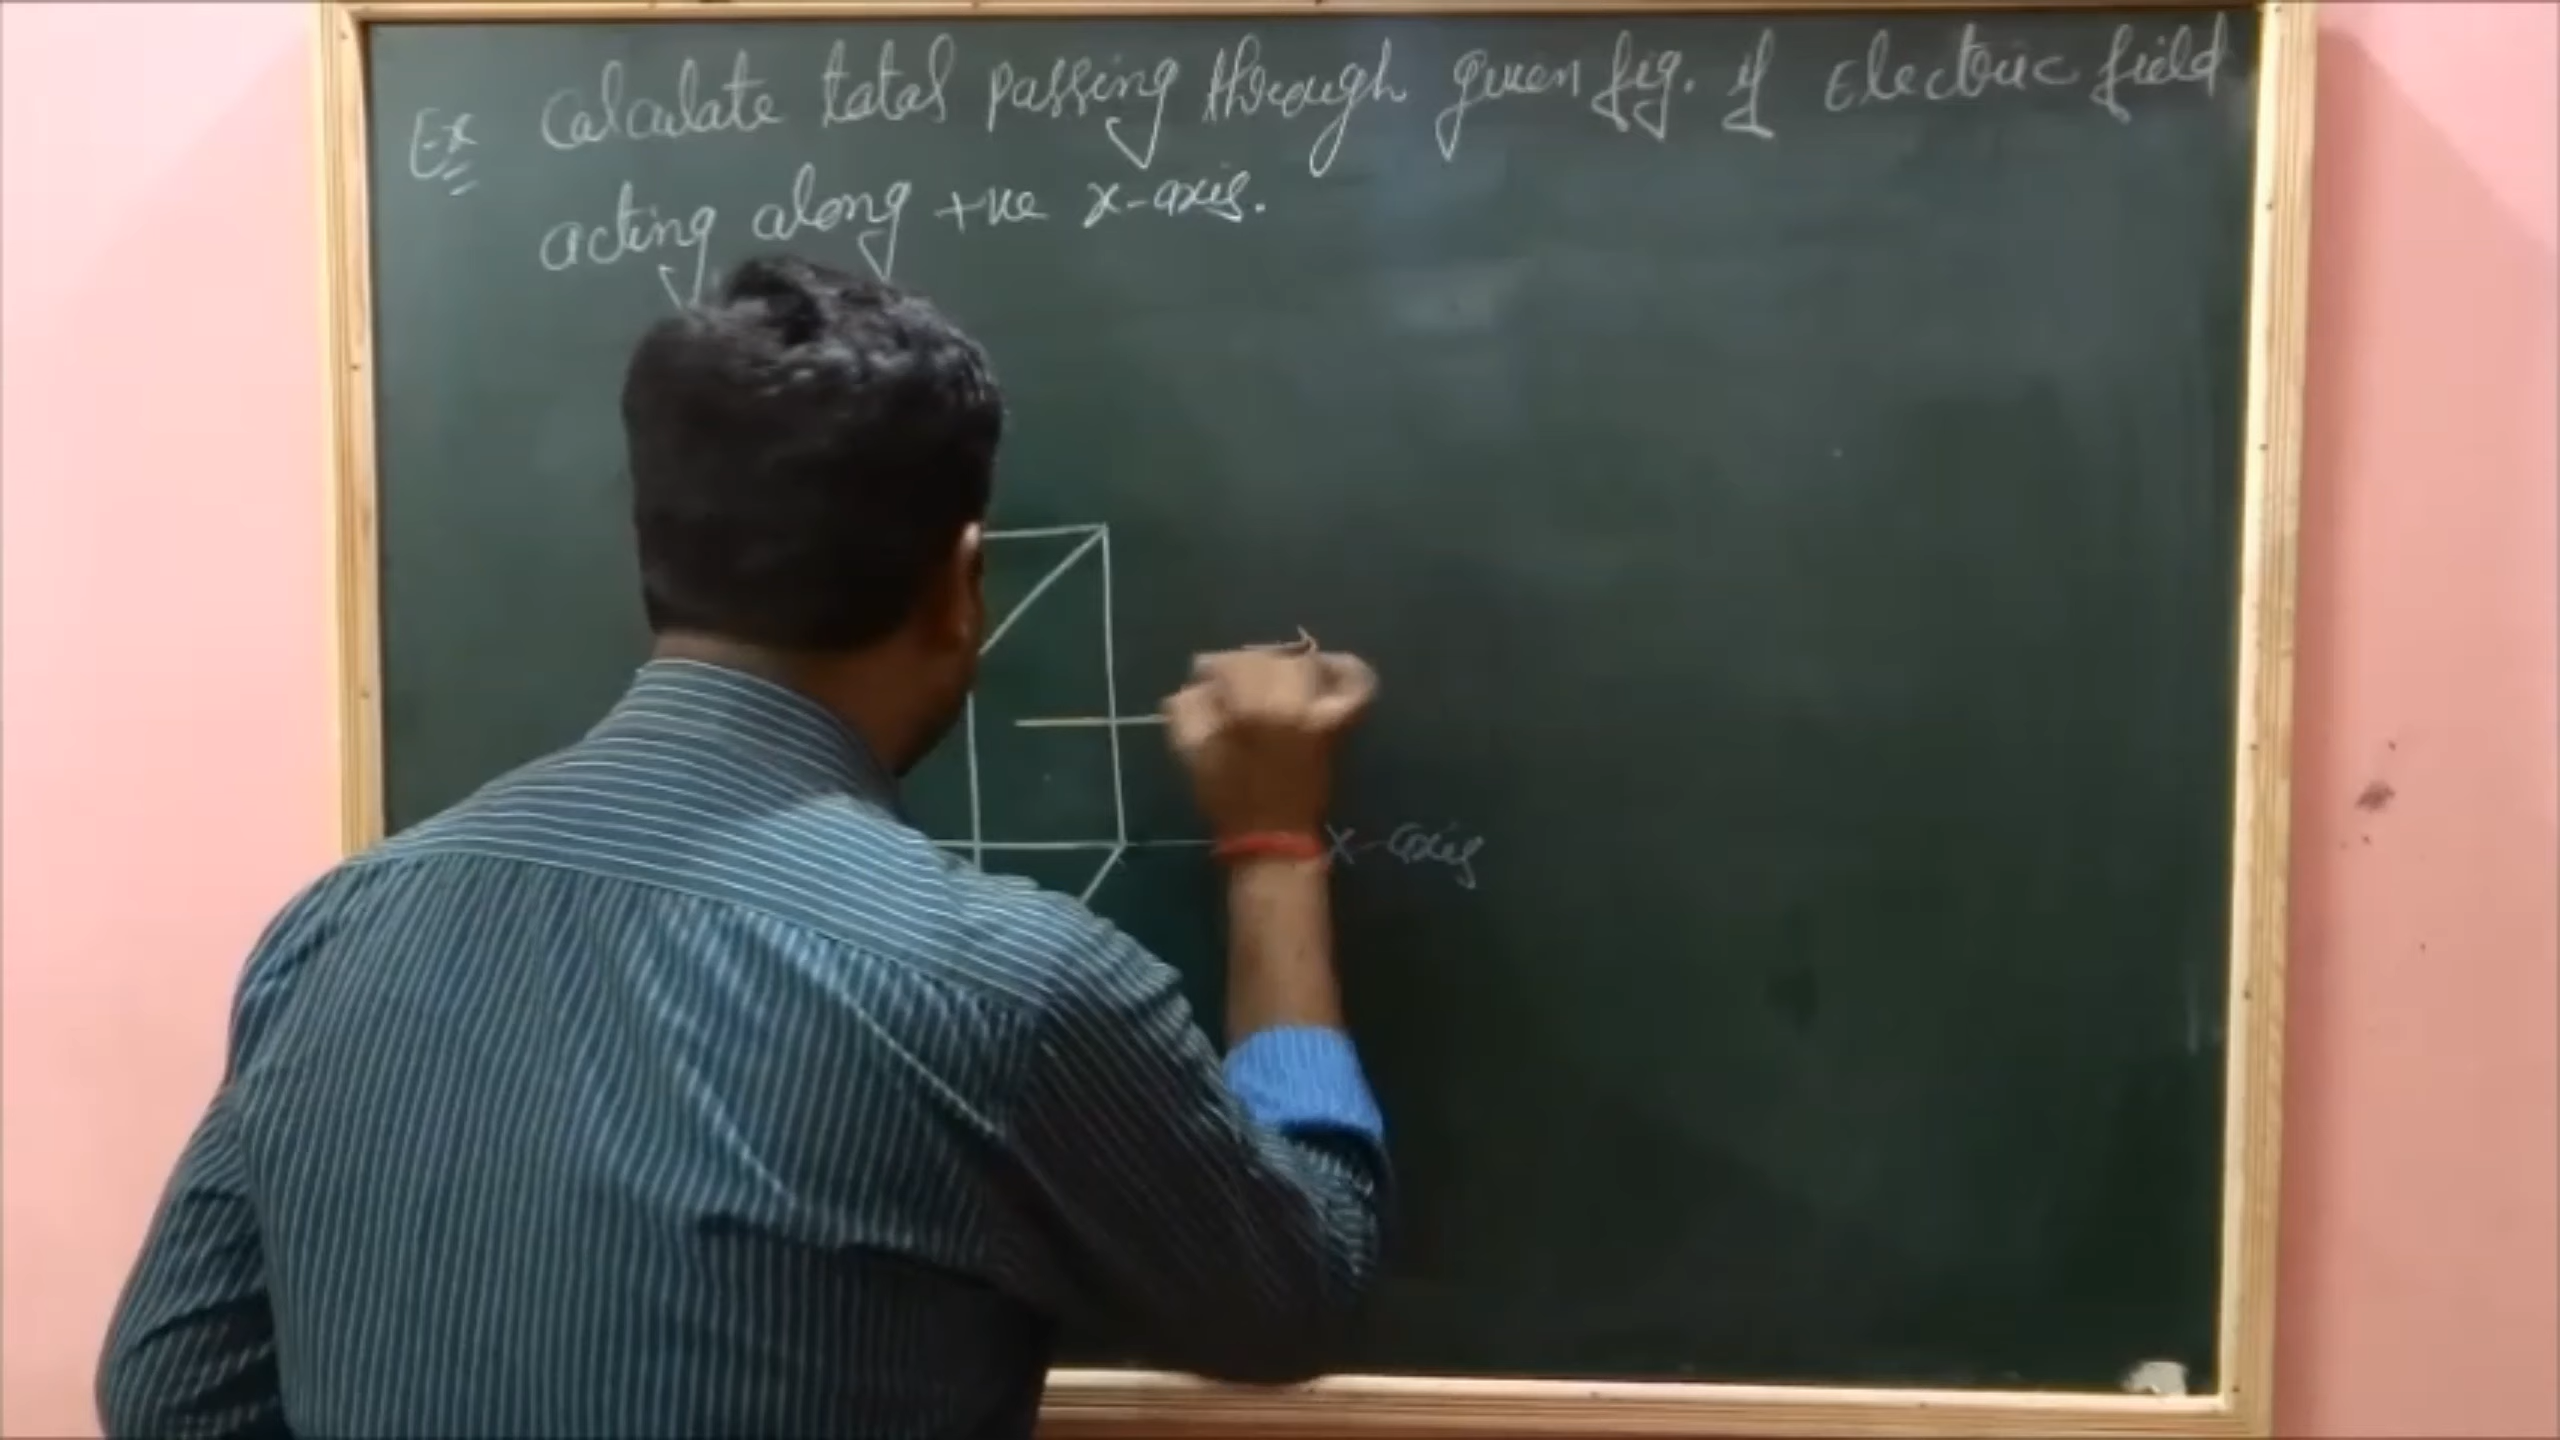 Ex Calculate total passing through given fig. if Electric field
acting along +ve x-axis.
X-axis